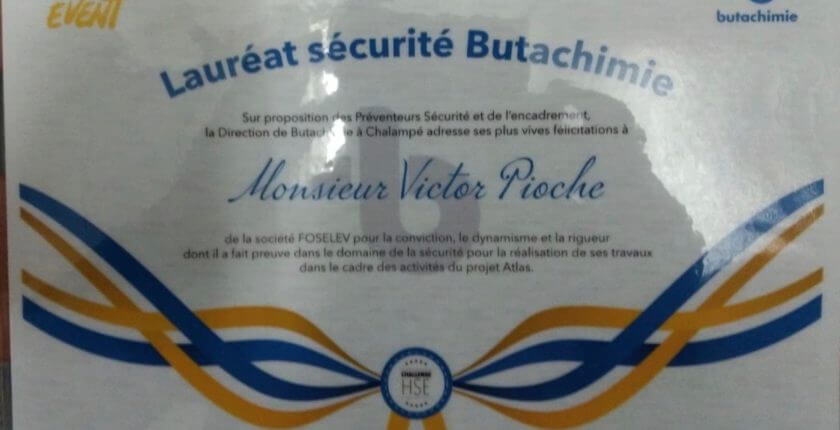 EVENT
butachimie
Lauréat sécurité Butachimie
Sur proposition des Préventeurs Sécurité et de l'encadrement,
la Direction de Butachimie à Chalampé adresse ses plus vives félicitations à
Monsieur Victor Pioche
de la société FOSELEV pour la conviction, le dynamisme et la rigueur
dont il a fait preuve dans le domaine de la sécurité pour la réalisation de ses travaux
dans le cadre des activités du projet Atlas.
CHALLENGE
HSE